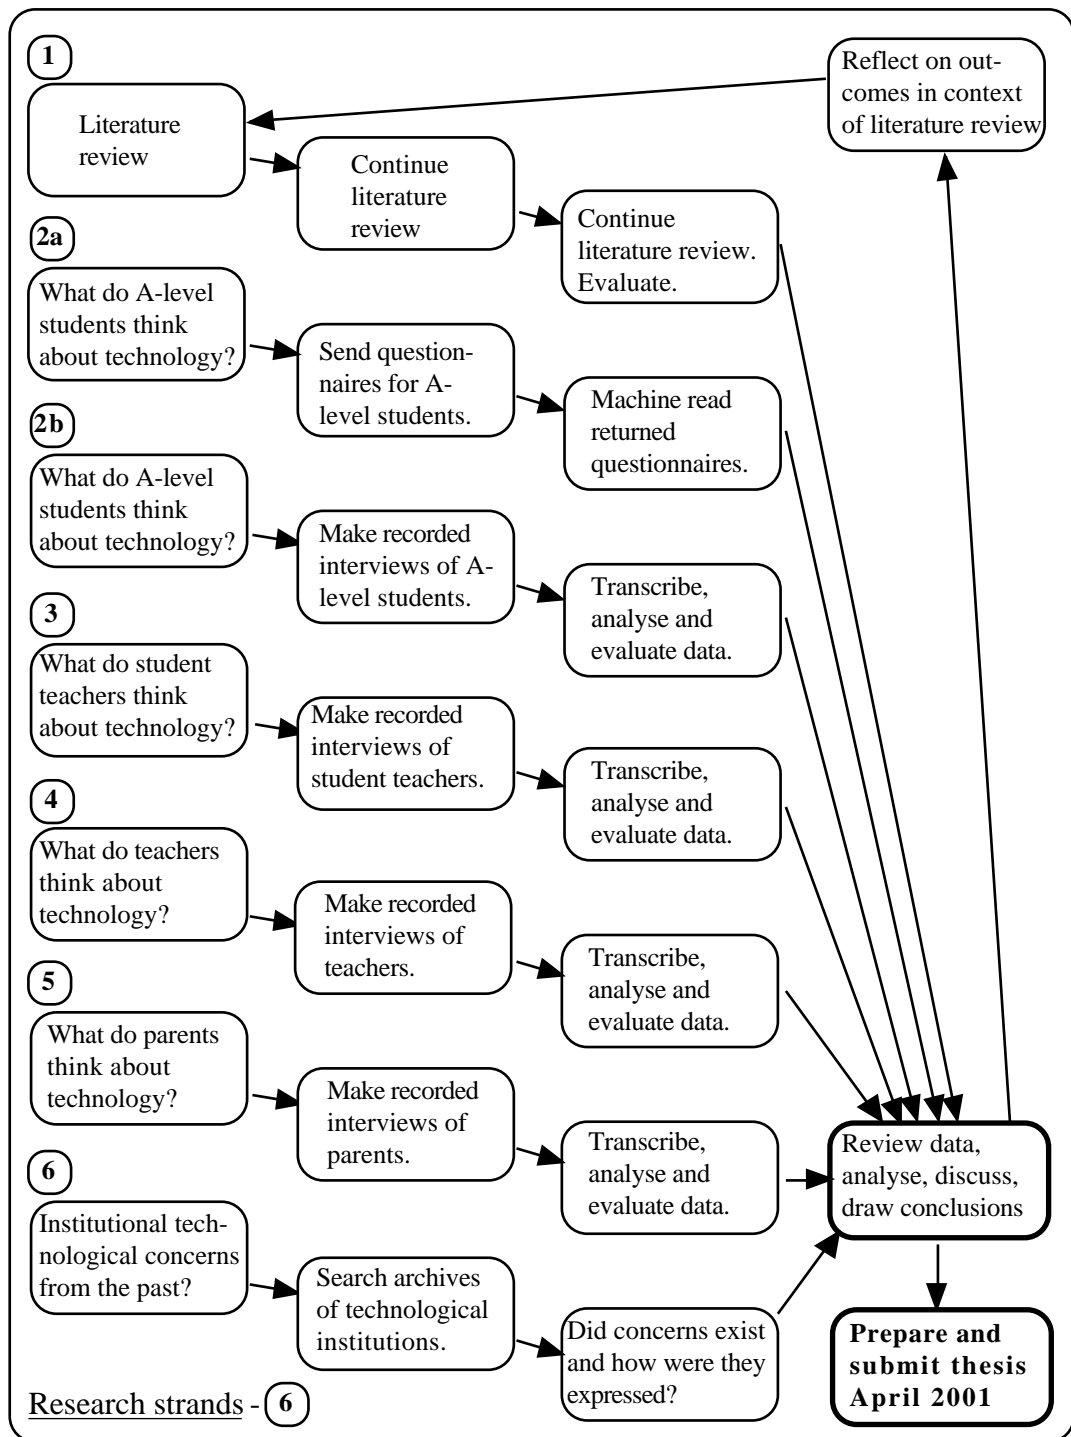 1
Literature
review
Continue
literature
review
Continue
literature review.
Evaluate.
Reflect on out-
comes in context
of literature review
2a
What do A-level
students think
about technology?
Send question-
naires for A-
level students.
Machine read
returned
questionnaires.
2b
What do A-level
students think
about technology?
Make recorded
interviews of A-
level students.
Transcribe,
analyse and
evaluate data.
3
What do student
teachers think
about technology?
Make recorded
interviews of
student teachers.
Transcribe,
analyse and
evaluate data.
4
What do teachers
think about
technology?
Make recorded
interviews of
teachers.
Transcribe,
analyse and
evaluate data.
5
What do parents
think about
technology?
Make recorded
interviews of
parents.
Transcribe,
analyse and
evaluate data.
Review data,
analyse, discuss,
draw conclusions
6
Institutional tech-
nological concerns
from the past?
Search archives
of technological
institutions.
Did concerns exist
and how were they
expressed?
Prepare and
submit thesis
April 2001
Research strands - 6